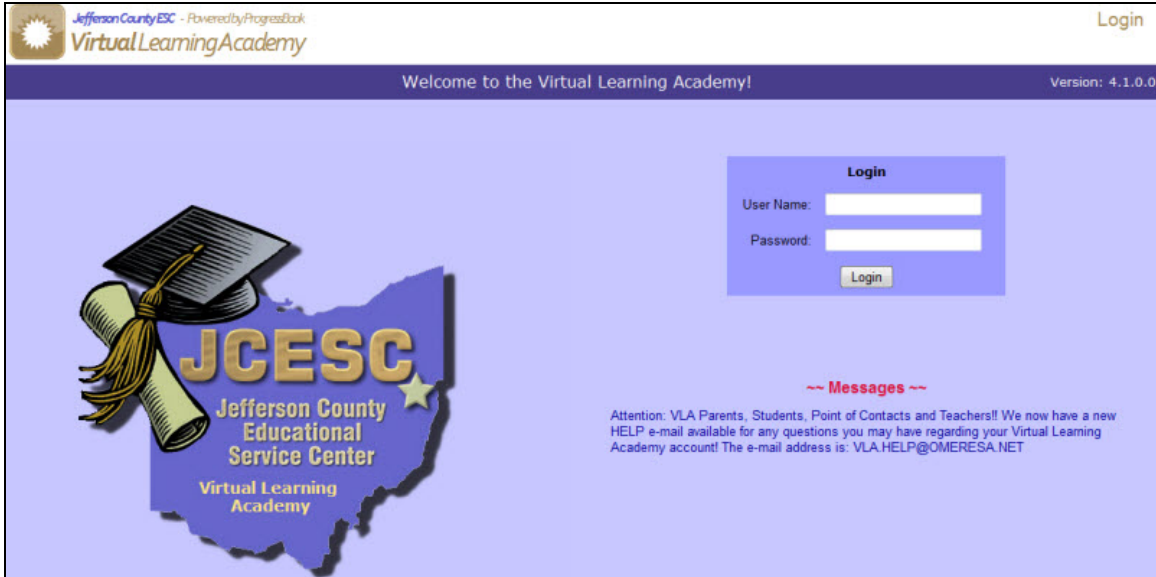 Jefferson County ESC - Powered by ProgressBook
Virtual Learning Academy
Login
Welcome to the Virtual Learning Academy!
Version: 4.1.0.0
Login
User Name:
Password:
Login
JCESC
Jefferson County
Educational
Service Center
Virtual Learning
Academy
~~ Messages ~~
Attention: VLA Parents, Students, Point of Contacts and Teachers!! We now have a new
HELP e-mail available for any questions you may have regarding your Virtual Learning
Academy account! The e-mail address is: VLA.HELP@OMERESA.NET